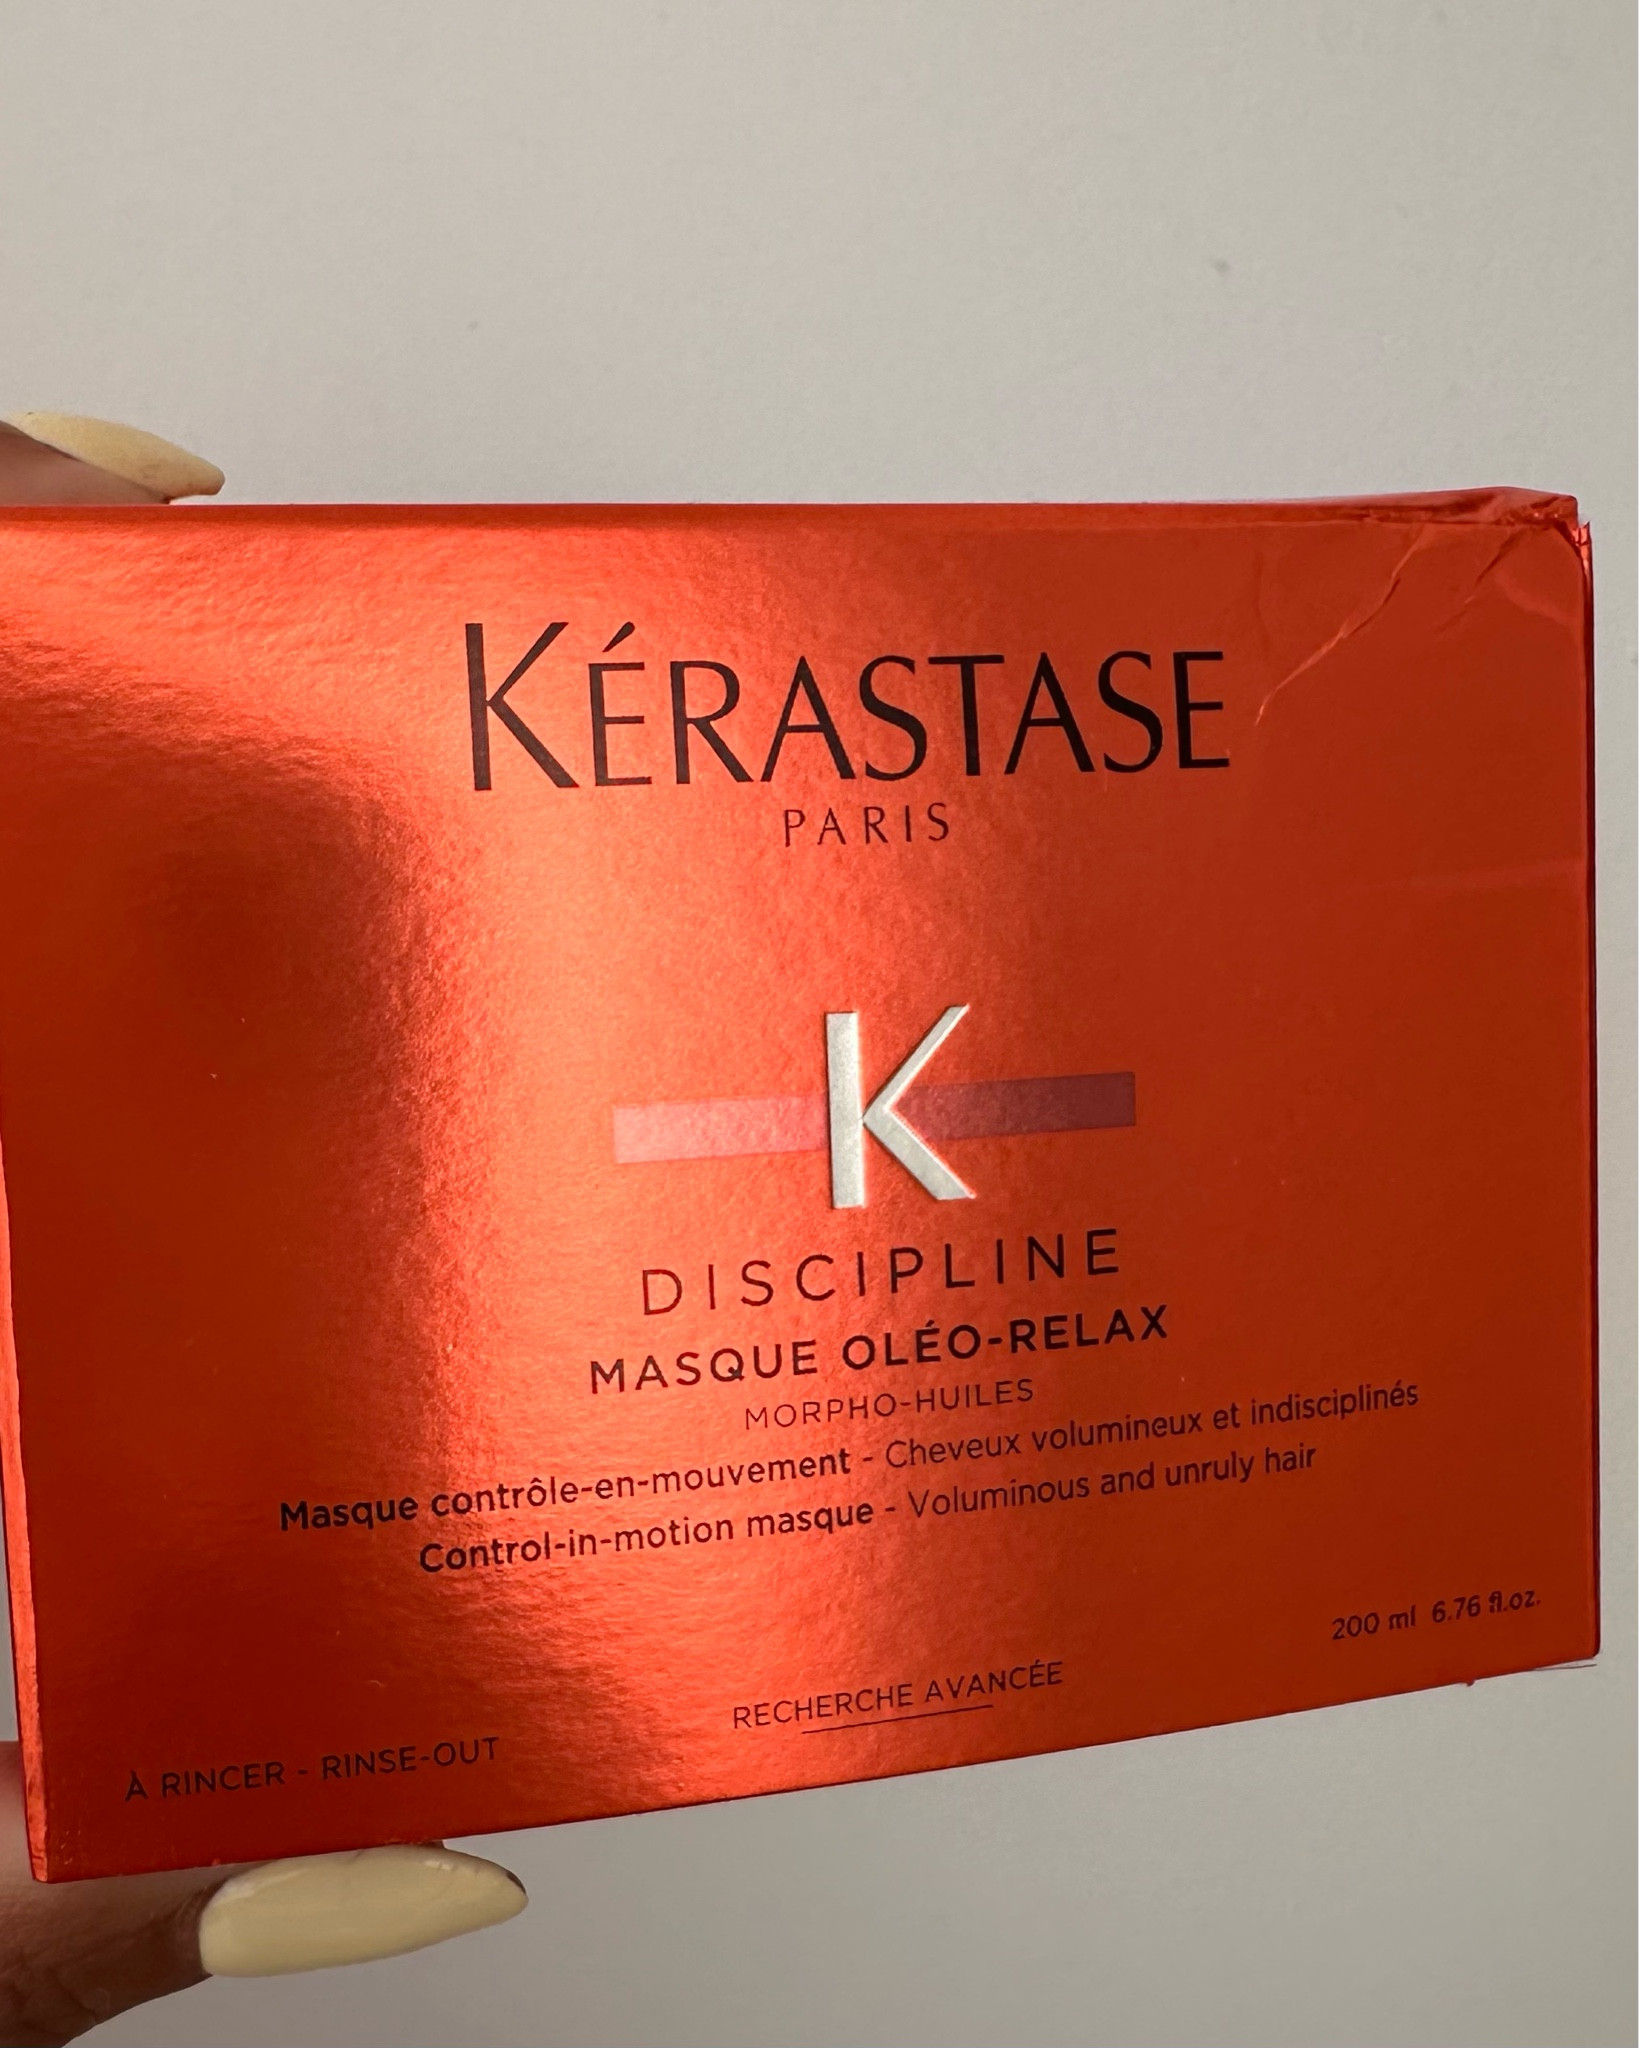 KÉRASTASE
PARIS
K
DISCIPLINE
MASQUE OLÉO-RELAX
MORPHO-HUILES
Masque contrôle-en-mouvement - Cheveux volumineux et indisciplinés
Control-in-motion masque - Voluminous and unruly hair
200 ml 6.76 fl.oz.
RECHERCHE AVANCÉE
À RINCER - RINSE-OUT